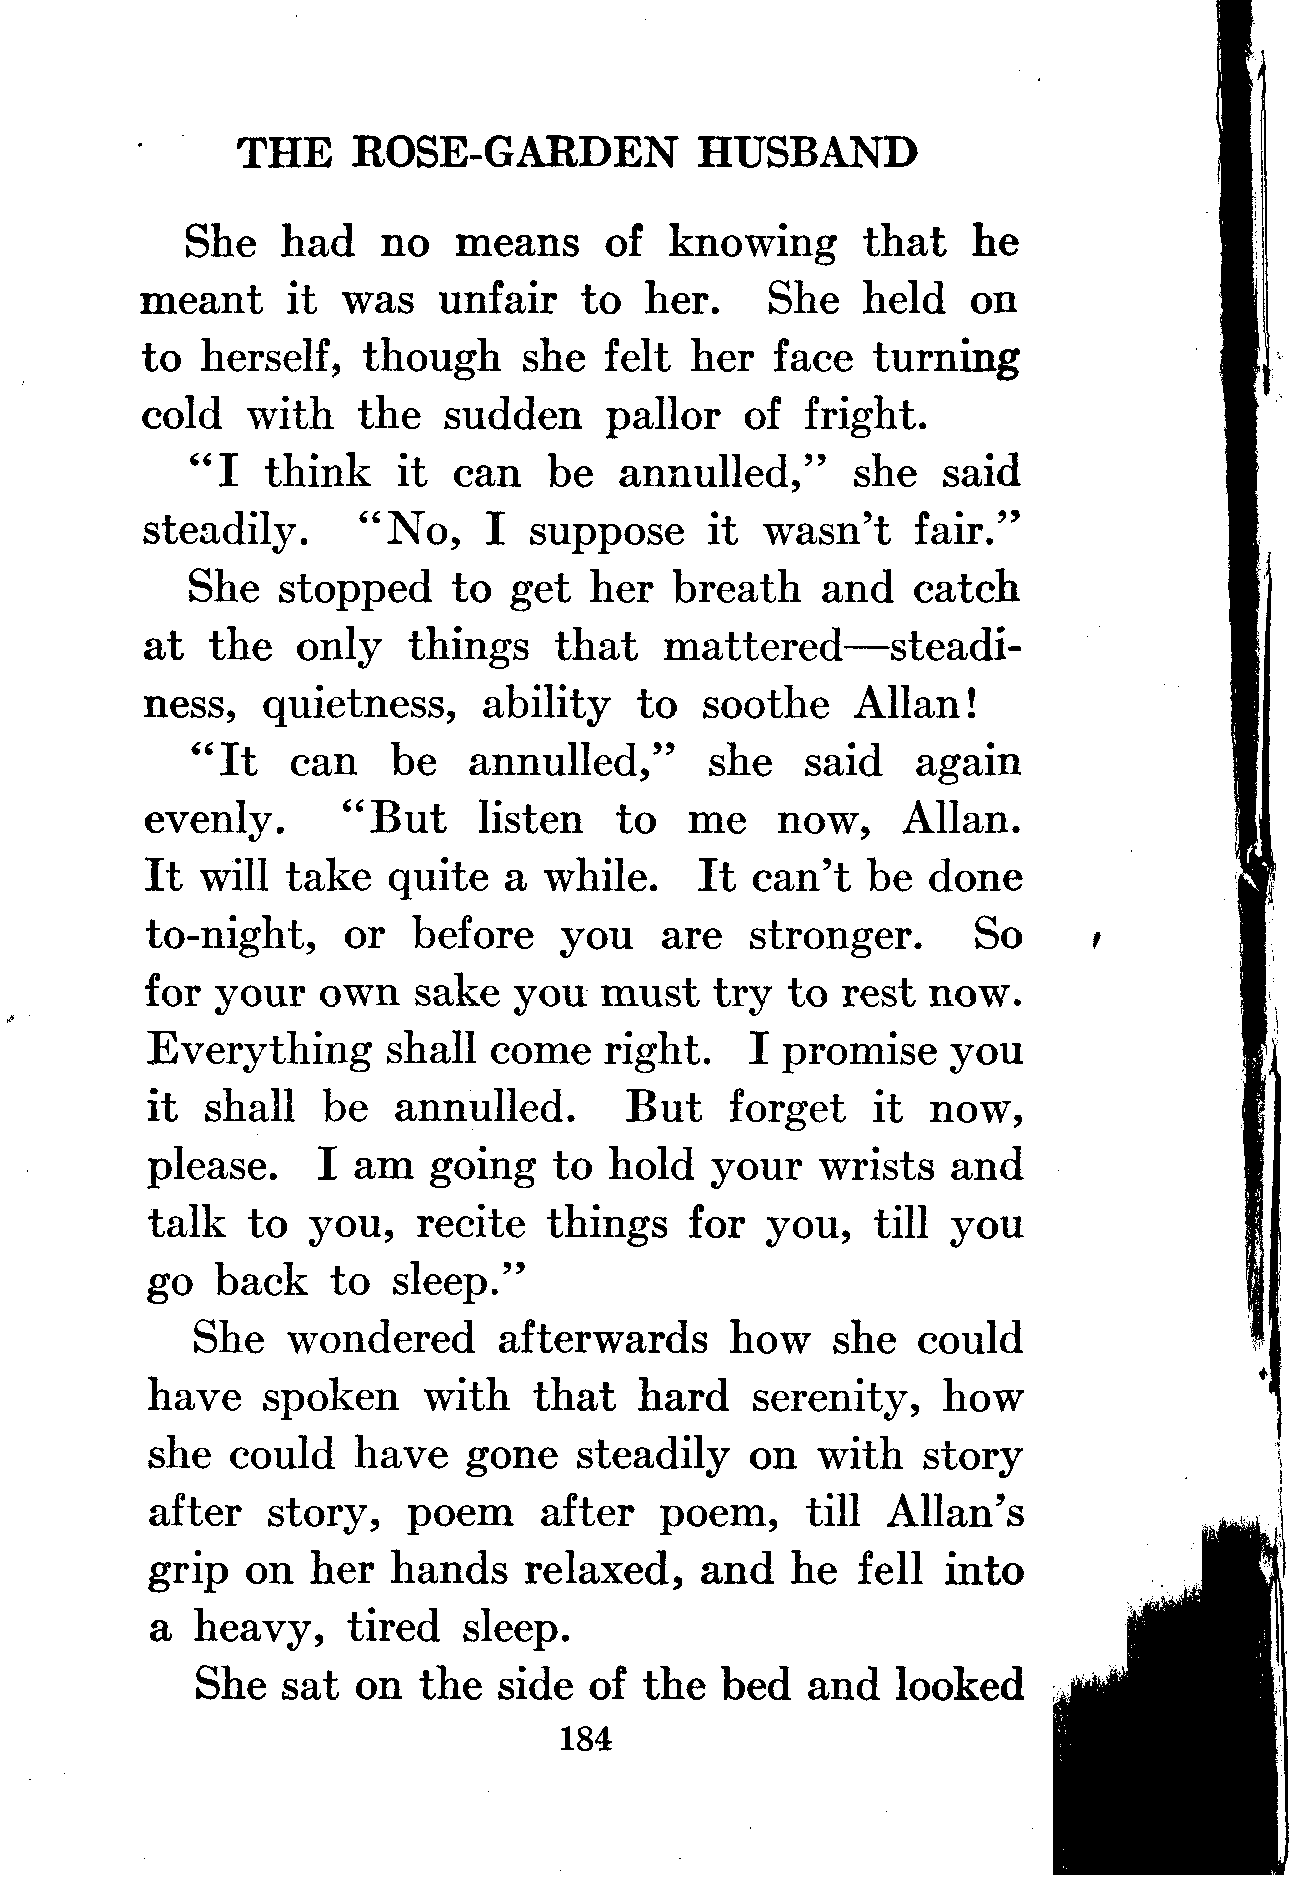 THE ROSE-GARDEN HUSBAND
She had no means of knowing that he
meant it was unfair to her. She held on
to herself, though she felt her face turning
cold with the sudden pallor of fright.
“I think it can be annulled,” she said
steadily. “No, I suppose it wasn’t fair.”
She stopped to get her breath and catch
at the only things that mattered—steadi-
ness, quietness, ability to soothe Allan!
“It can be annulled,” she said again
evenly. “But listen to me now, Allan.
It will take quite a while. It can’t be done
to-night, or before you are stronger. So
for your own sake you must try to rest now.
Everything shall come right. I promise you
it shall be annulled. But forget it now,
please. I am going to hold your wrists and
talk to you, recite things for you, till you
go back to sleep.”
She wondered afterwards how she could
have spoken with that hard serenity, how
she could have gone steadily on with story
after story, poem after poem, till Allan’s
grip on her hands relaxed, and he fell into
a heavy, tired sleep.
She sat on the side of the bed and looked
184